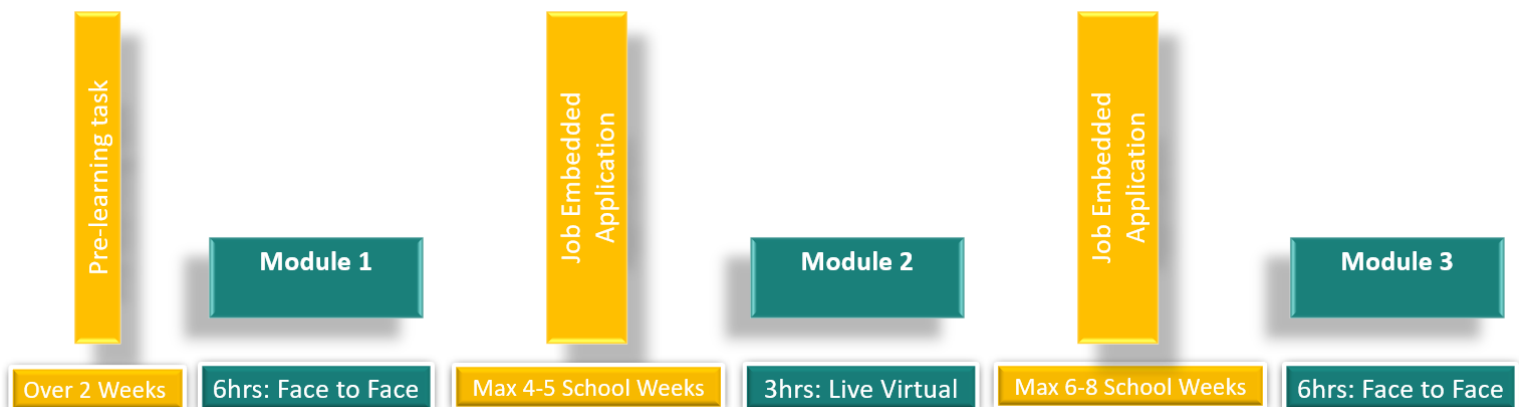 Pre-learning task
Module 1
Job Embedded
Application
Module 2
Job Embedded
Application
Module 3
Over 2 Weeks
6hrs: Face to Face
Max 4-5 School Weeks
3hrs: Live Virtual
Max 6-8 School Weeks
6hrs: Face to Face